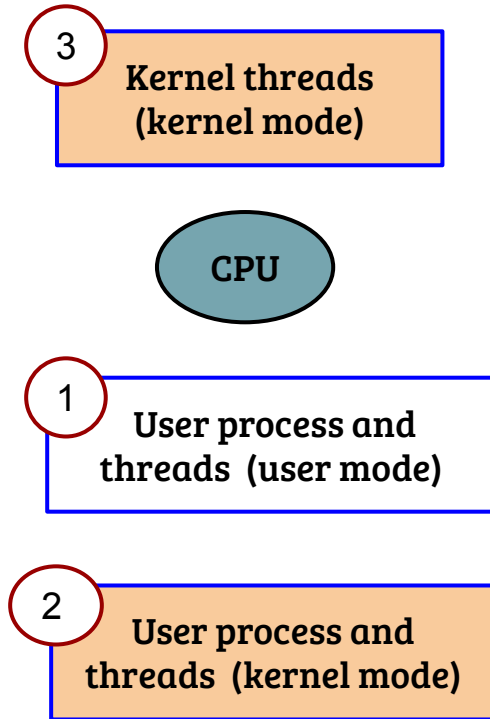 3
Kernel threads
(kernel mode)
CPU
1
User process and
threads (user mode)
2
User process and
threads (kernel mode)